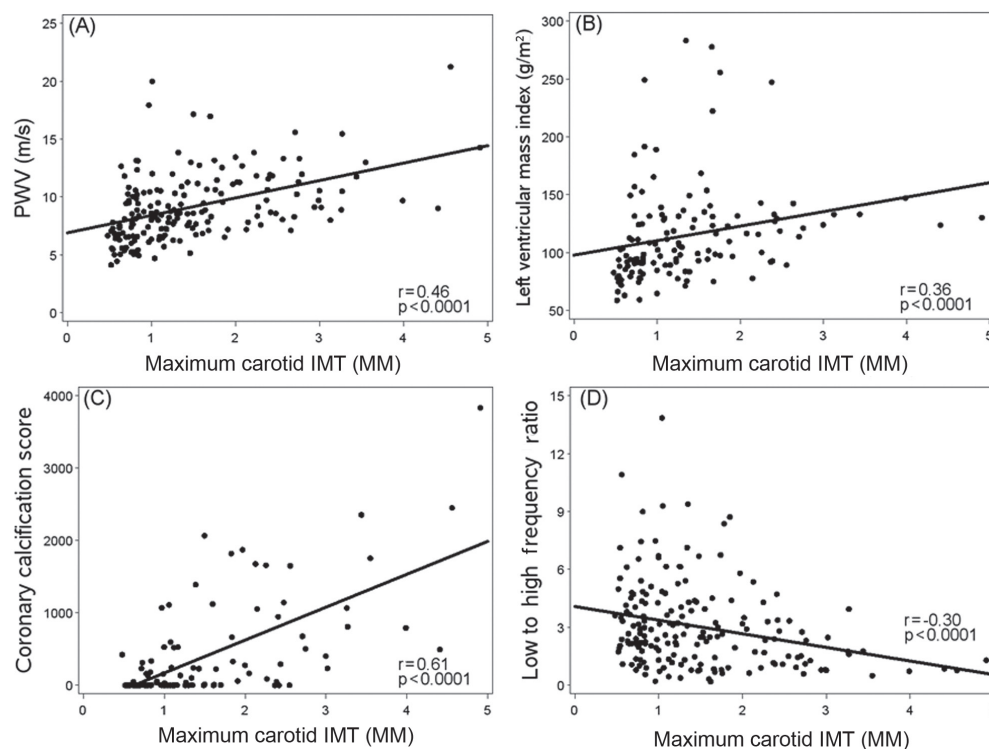 (A)
25
20
15
10
5
0
PWV (m/s)
r=0.46
p<0.0001
0 1 2 3 4 5
Maximum carotid IMT (MM)
(B)
300
250
200
150
100
50
Left ventricular mass index (g/m²)
r=0.36
p<0.0001
0 1 2 3 4 5
Maximum carotid IMT (MM)
(C)
4000
3000
2000
1000
0
Coronary calcification score
r=0.61
p<0.0001
0 1 2 3 4 5
Maximum carotid IMT (MM)
(D)
15
12
9
6
3
0
Low to high frequency ratio
r=-0.30
p<0.0001
0 1 2 3 4 5
Maximum carotid IMT (MM)